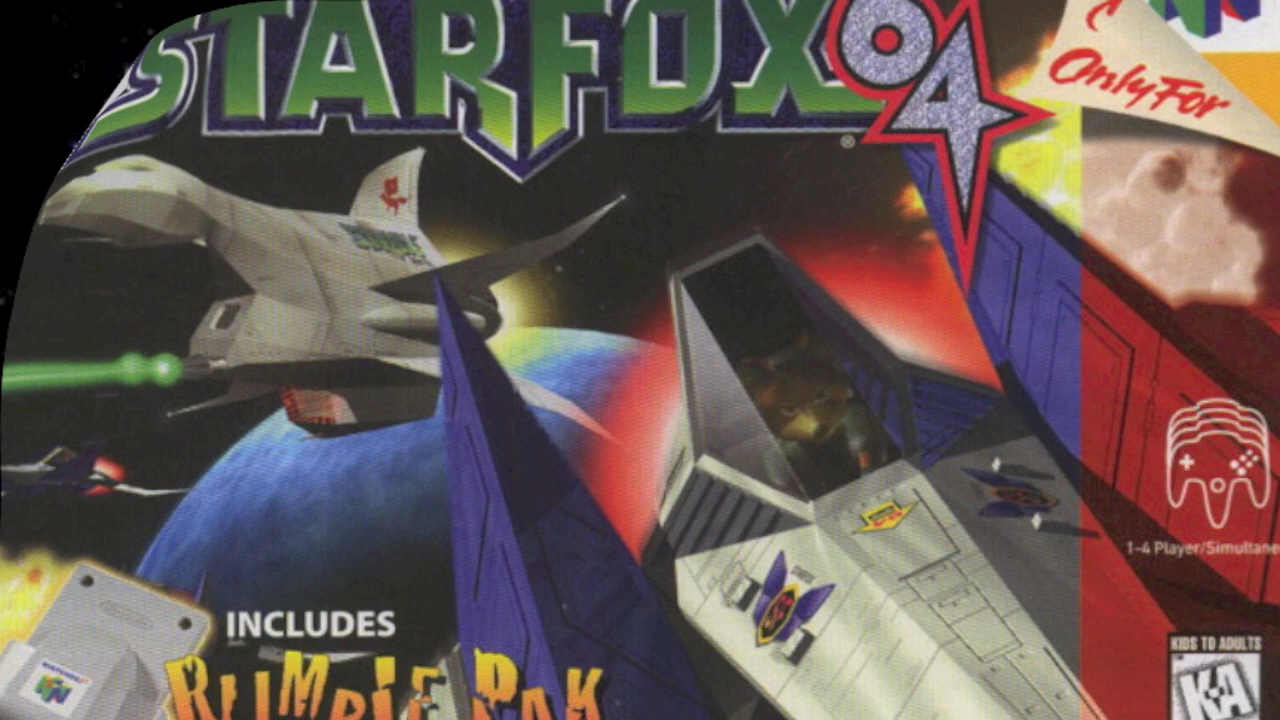 STARFOX 64
®
Only For
1-4 Player/Simultane
INCLUDES
RUMBLE PAK
KIDS TO ADULTS
K-A